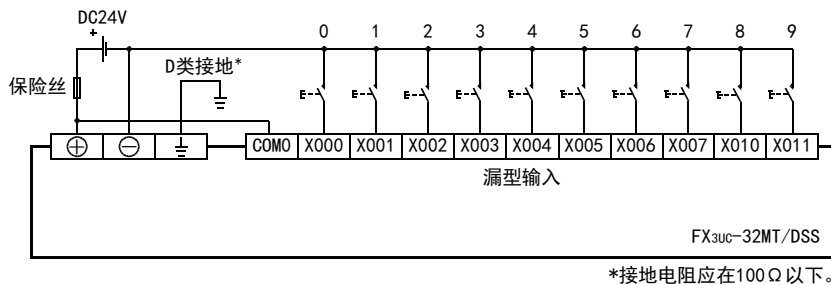 DC24V
+
0 1 2 3 4 5 6 7 8 9
D类接地*
保险丝
COM0 X000 X001 X002 X003 X004 X005 X006 X007 X010 X011
漏型输入
FX3UC-32MT/DSS
*接地电阻应在100Ω以下。